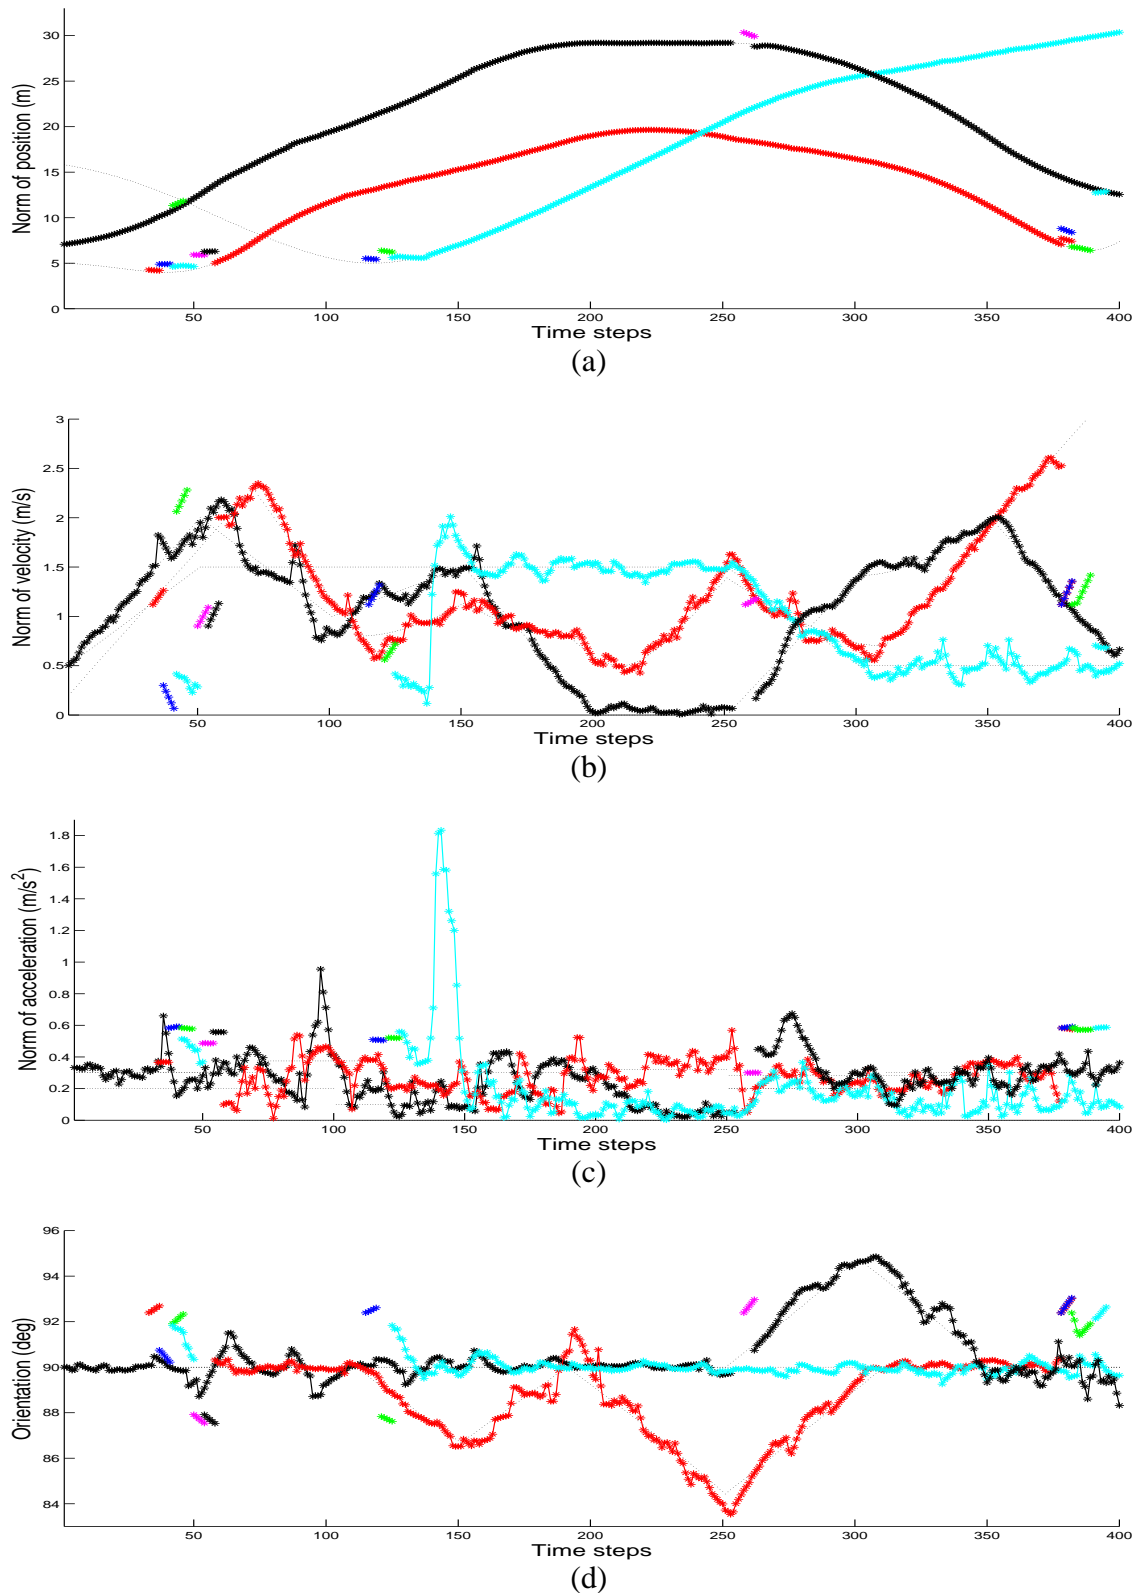 30
25
20
15
10
5
0
Norm of position (m)
50 100 150 200 250 300 350 400
Time steps
(a)
3
2.5
2
1.5
1
0.5
0
Norm of velocity (m/s)
50 100 150 200 250 300 350 400
Time steps
(b)
1.8
1.6
1.4
1.2
1
0.8
0.6
0.4
0.2
0
Norm of acceleration (m/s²)
50 100 150 200 250 300 350 400
Time steps
(c)
96
94
92
90
88
86
84
Orientation (deg)
50 100 150 200 250 300 350 400
Time steps
(d)